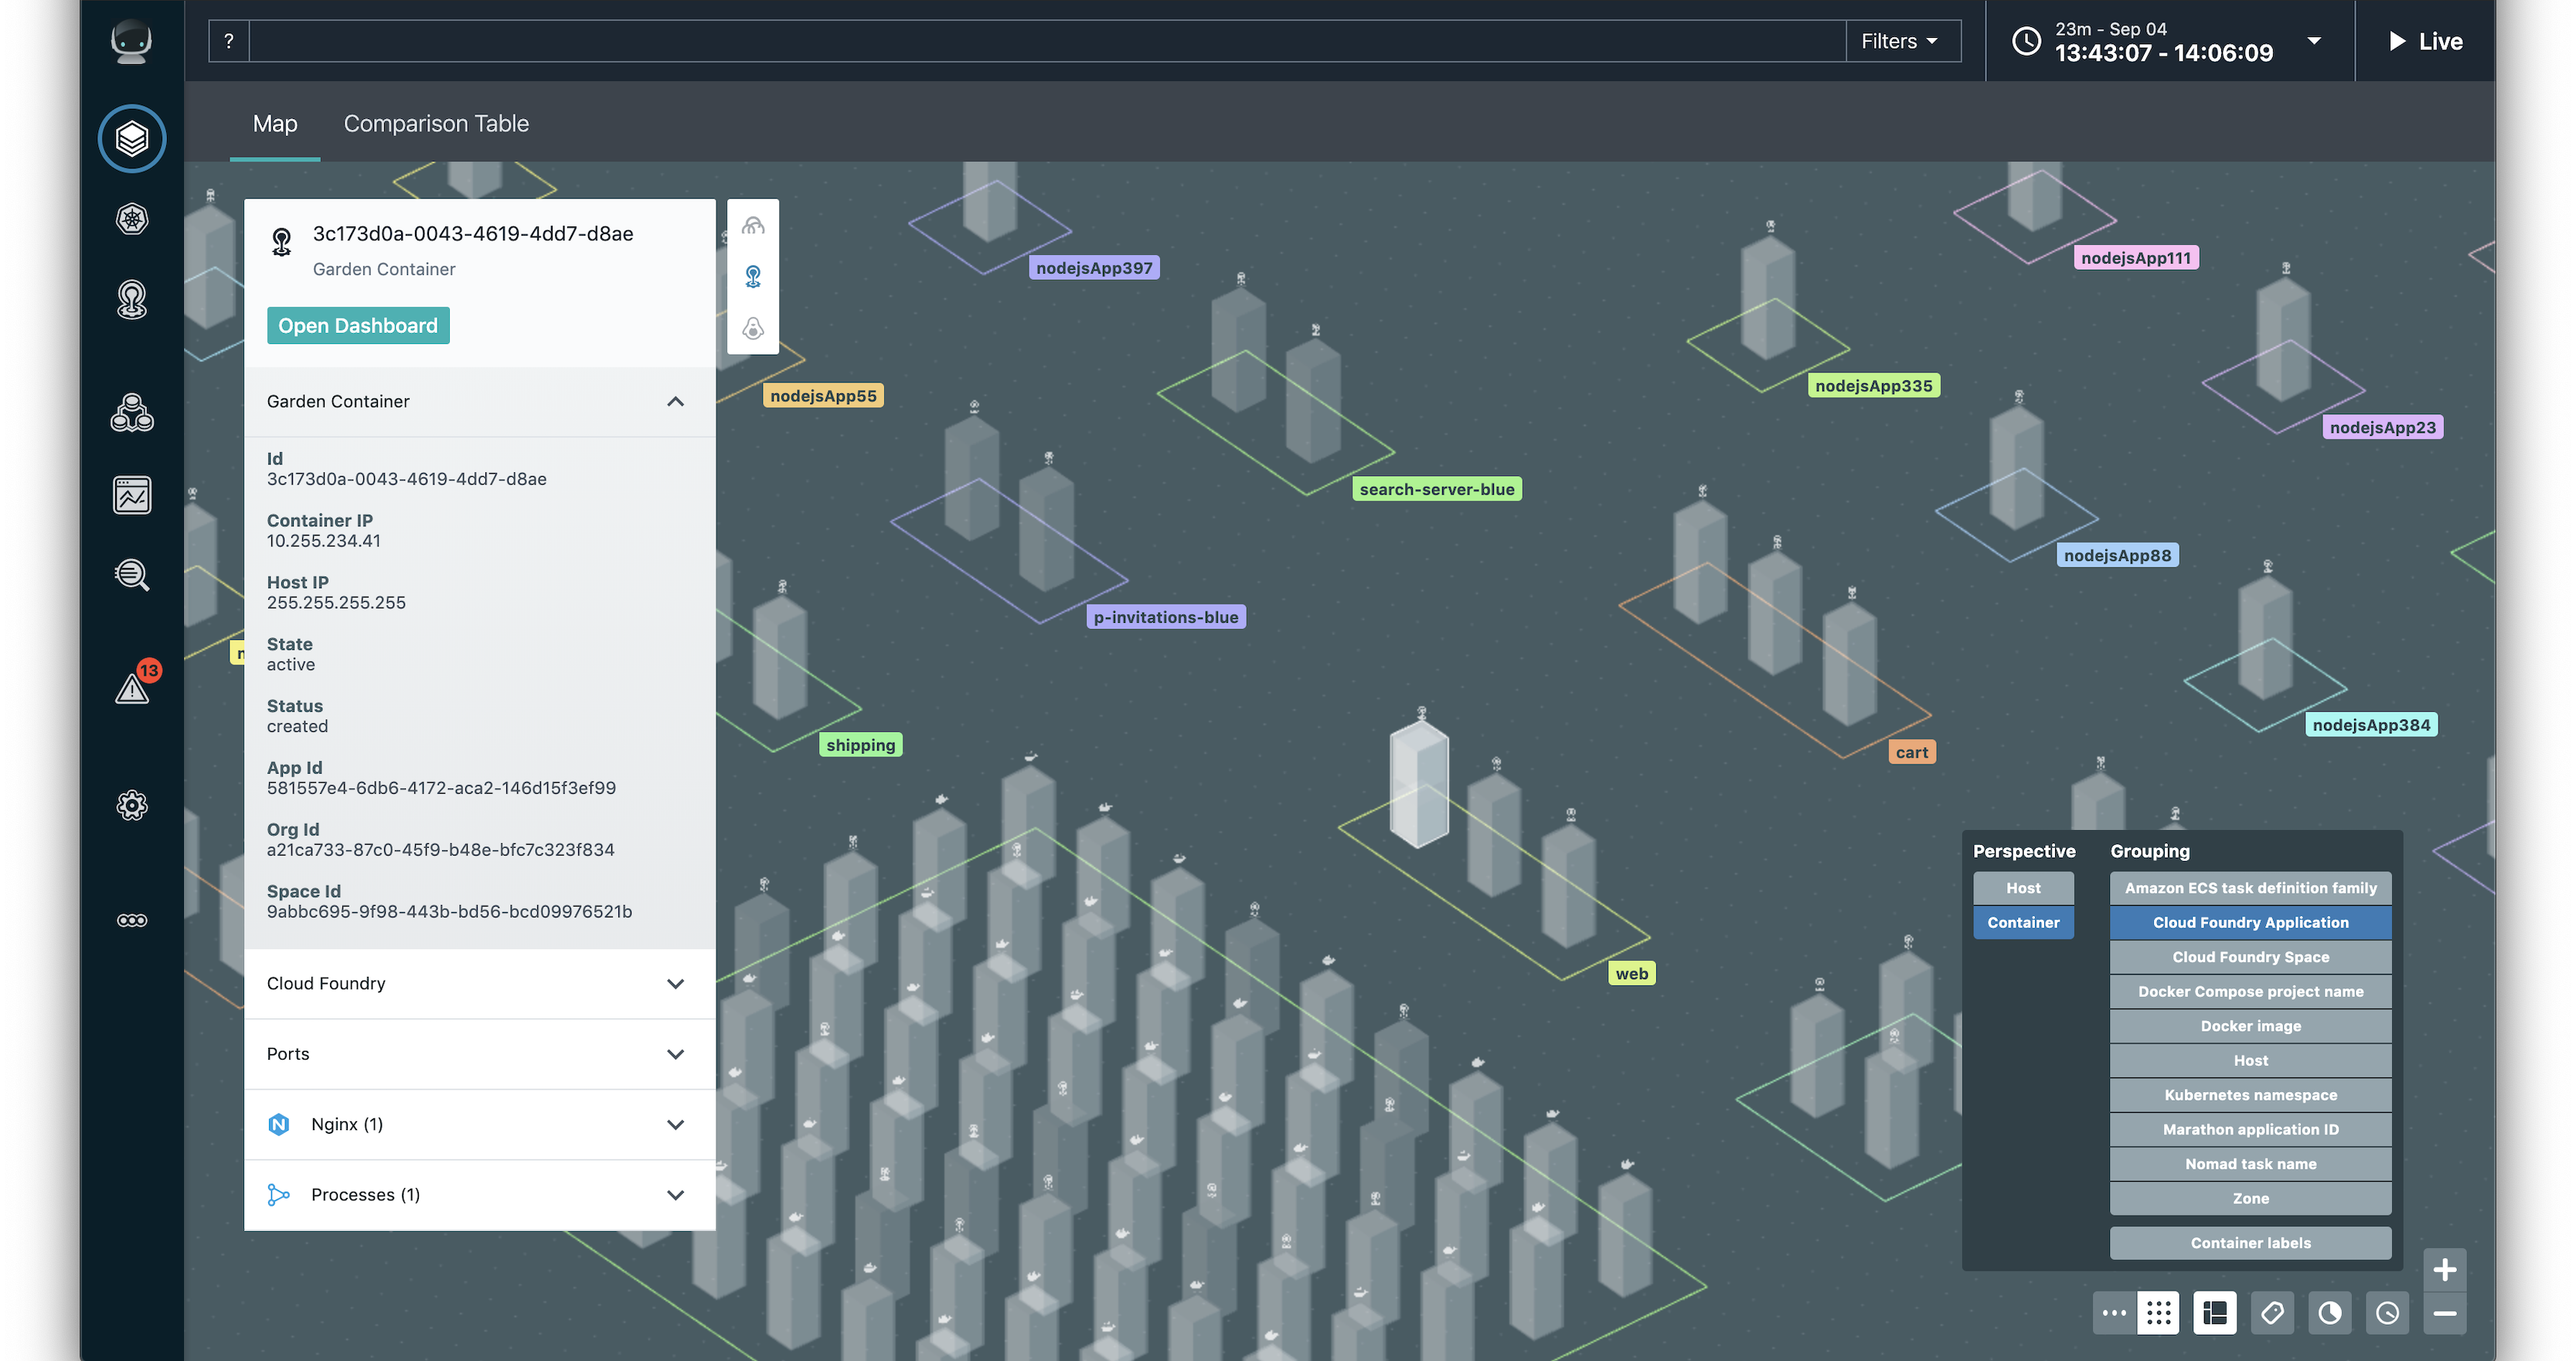 ?
Filters
23m - Sep 04
13:43:07 - 14:06:09
Live
Map
Comparison Table
13
3c173d0a-0043-4619-4dd7-d8ae
Garden Container
Open Dashboard
Garden Container
Id
3c173d0a-0043-4619-4dd7-d8ae
Container IP
10.255.234.41
Host IP
255.255.255.255
State
active
Status
created
App Id
581557e4-6db6-4172-aca2-146d15f3ef99
Org Id
a21ca733-87c0-45f9-b48e-bfc7c323f834
Space Id
9abbc695-9f98-443b-bd56-bcd09976521b
Cloud Foundry
Ports
Nginx (1)
Processes (1)
nodejsApp397
nodejsApp111
nodejsApp55
nodejsApp335
nodejsApp23
search-server-blue
nodejsApp88
p-invitations-blue
shipping
cart
nodejsApp384
web
Perspective
Host
Container
Grouping
Amazon ECS task definition family
Cloud Foundry Application
Cloud Foundry Space
Docker Compose project name
Docker image
Host
Kubernetes namespace
Marathon application ID
Nomad task name
Zone
Container labels